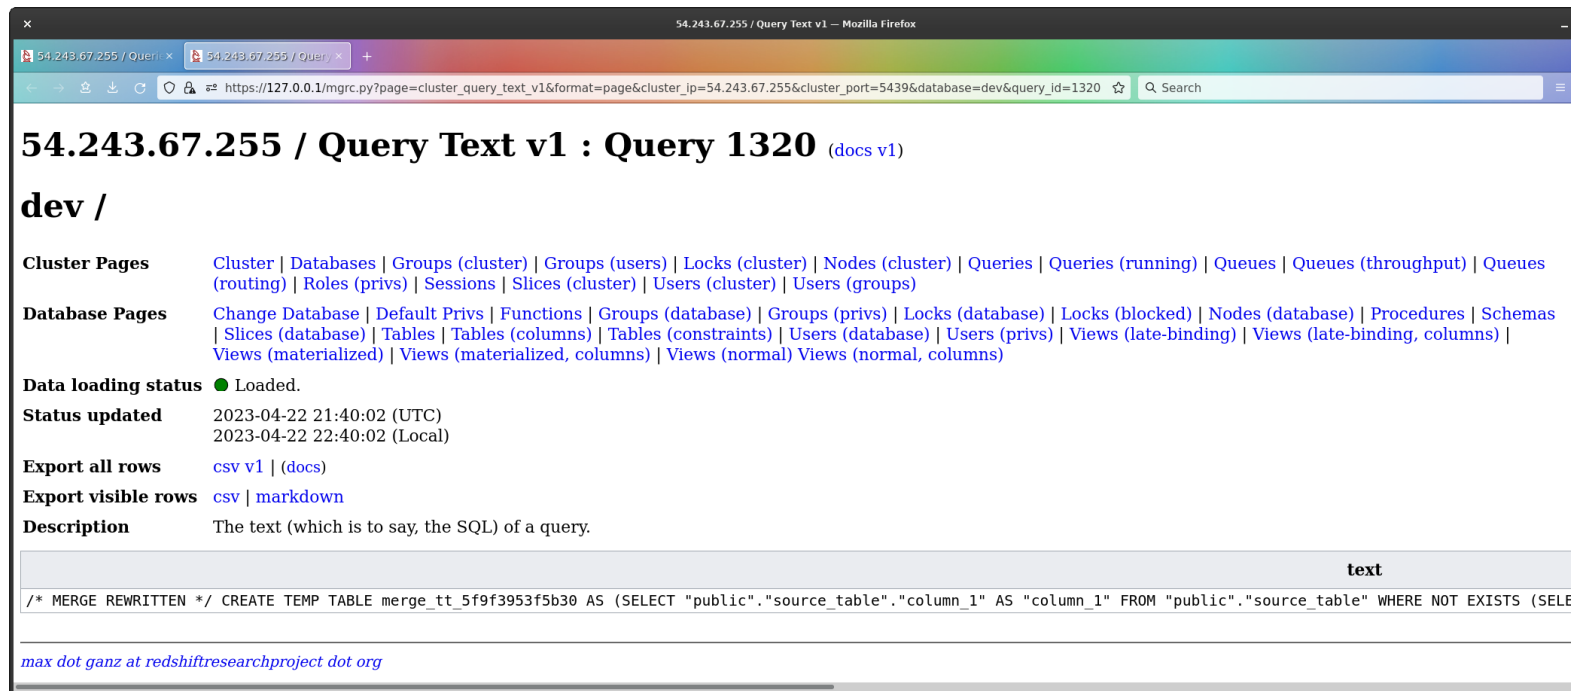 54.243.67.255 / Query Text v1 — Mozilla Firefox
54.243.67.255 / Queri
54.243.67.255 / Query
https://127.0.0.1/mgrc.py?page=cluster_query_text_v1&format=page&cluster_ip=54.243.67.255&cluster_port=5439&database=dev&query_id=1320
Search
54.243.67.255 / Query Text v1 : Query 1320 (docs v1)
dev /
Cluster Pages Cluster | Databases | Groups (cluster) | Groups (users) | Locks (cluster) | Nodes (cluster) | Queries | Queries (running) | Queues | Queues (throughput) | Queues
(routing) | Roles (privs) | Sessions | Slices (cluster) | Users (cluster) | Users (groups)
Database Pages Change Database | Default Privs | Functions | Groups (database) | Groups (privs) | Locks (database) | Locks (blocked) | Nodes (database) | Procedures | Schemas
| Slices (database) | Tables | Tables (columns) | Tables (constraints) | Users (database) | Users (privs) | Views (late-binding) | Views (late-binding, columns) |
Views (materialized) | Views (materialized, columns) | Views (normal) Views (normal, columns)
Data loading status Loaded.
Status updated 2023-04-22 21:40:02 (UTC)
2023-04-22 22:40:02 (Local)
Export all rows csv v1 | (docs)
Export visible rows csv | markdown
Description The text (which is to say, the SQL) of a query.
text
/* MERGE REWRITTEN */ CREATE TEMP TABLE merge_tt_5f9f3953f5b30 AS (SELECT "public"."source_table"."column_1" AS "column_1" FROM "public"."source_table" WHERE NOT EXISTS (SELE
max dot ganz at redshiftresearchproject dot org